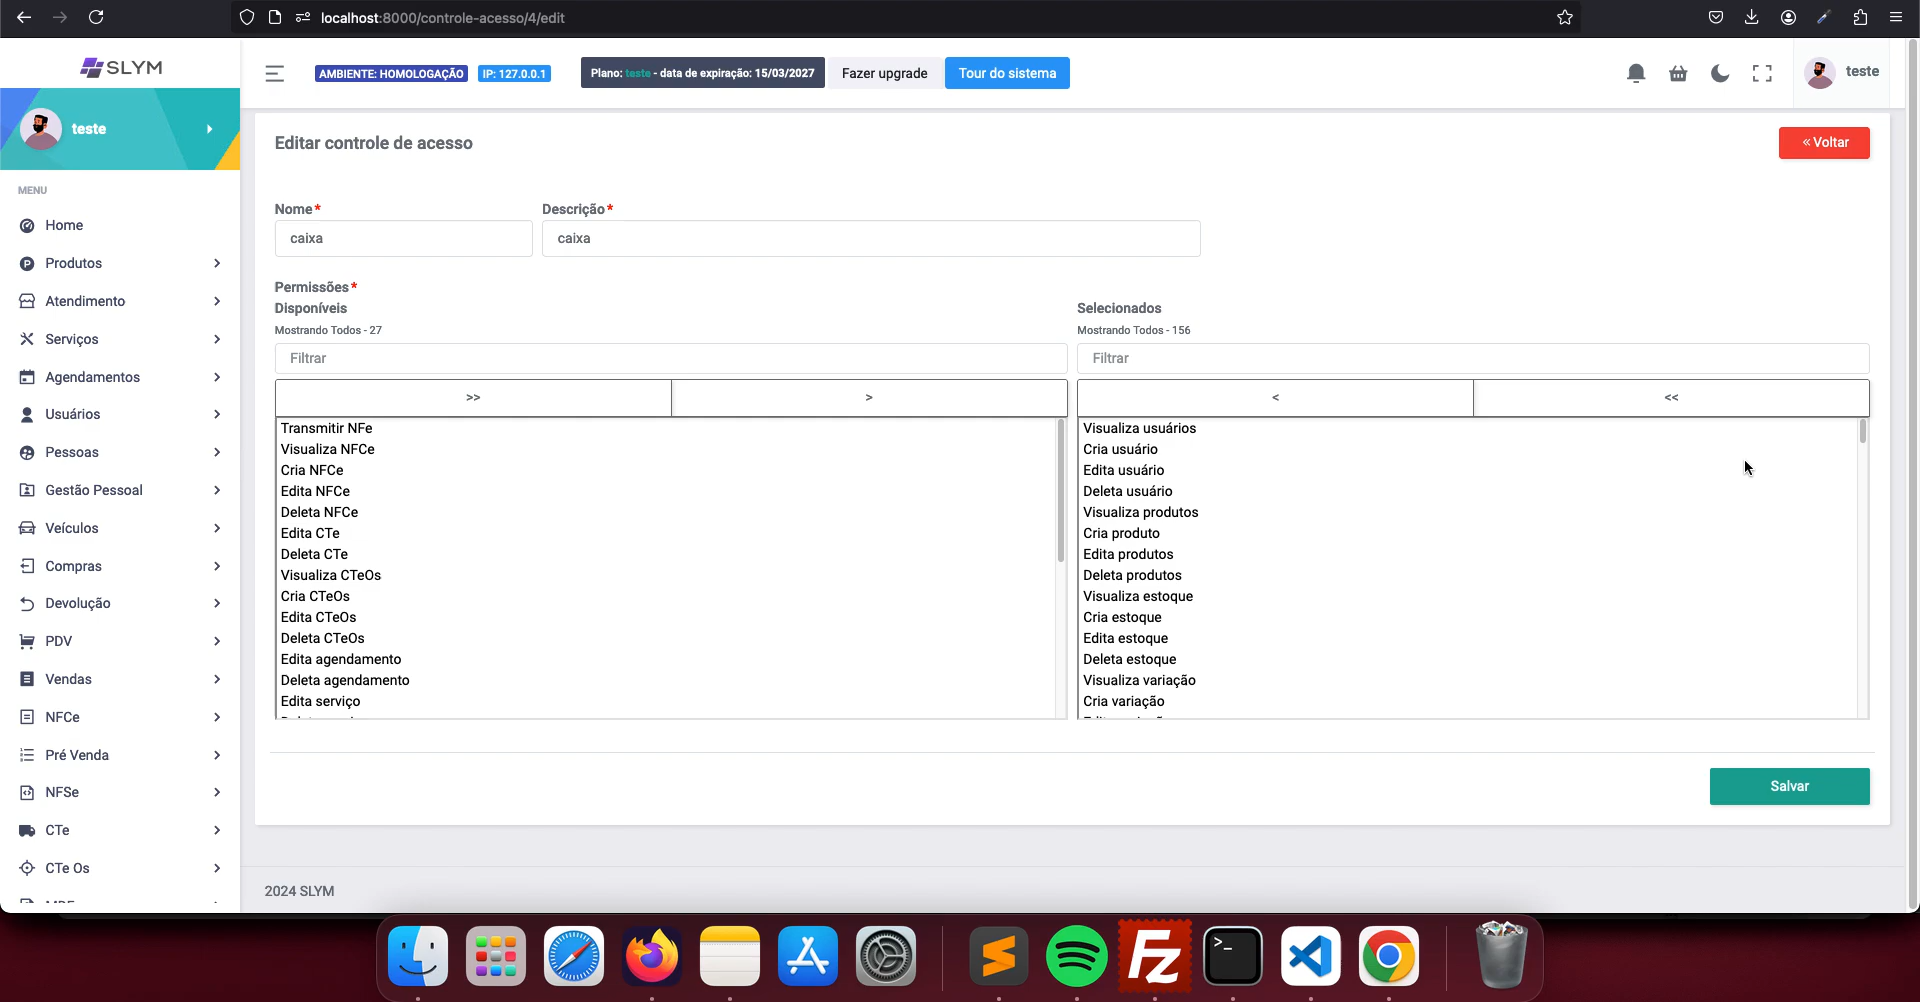 localhost:8000/controle-acesso/4/edit
SLYM
AMBIENTE: HOMOLOGAÇÃO
IP: 127.0.0.1
Plano: teste - data de expiração: 15/03/2027
Fazer upgrade
Tour do sistema
teste
teste
MENU
Home
Produtos
Atendimento
Serviços
Agendamentos
Usuários
Pessoas
Gestão Pessoal
Veículos
Compras
Devolução
PDV
Vendas
NFCe
Pré Venda
NFSe
CTe
CTe Os
Editar controle de acesso
« Voltar
Nome*
Descrição*
caixa
caixa
Permissões*
Disponíveis
Mostrando Todos - 27
Filtrar
>>
>
Transmitir NFe
Visualiza NFCe
Cria NFCe
Edita NFCe
Deleta NFCe
Edita CTe
Deleta CTe
Visualiza CTeOs
Cria CTeOs
Edita CTeOs
Deleta CTeOs
Edita agendamento
Deleta agendamento
Edita serviço
Selecionados
Mostrando Todos - 156
Filtrar
<
<<
Visualiza usuários
Cria usuário
Edita usuário
Deleta usuário
Visualiza produtos
Cria produto
Edita produtos
Deleta produtos
Visualiza estoque
Cria estoque
Edita estoque
Deleta estoque
Visualiza variação
Cria variação
Salvar
2024 SLYM